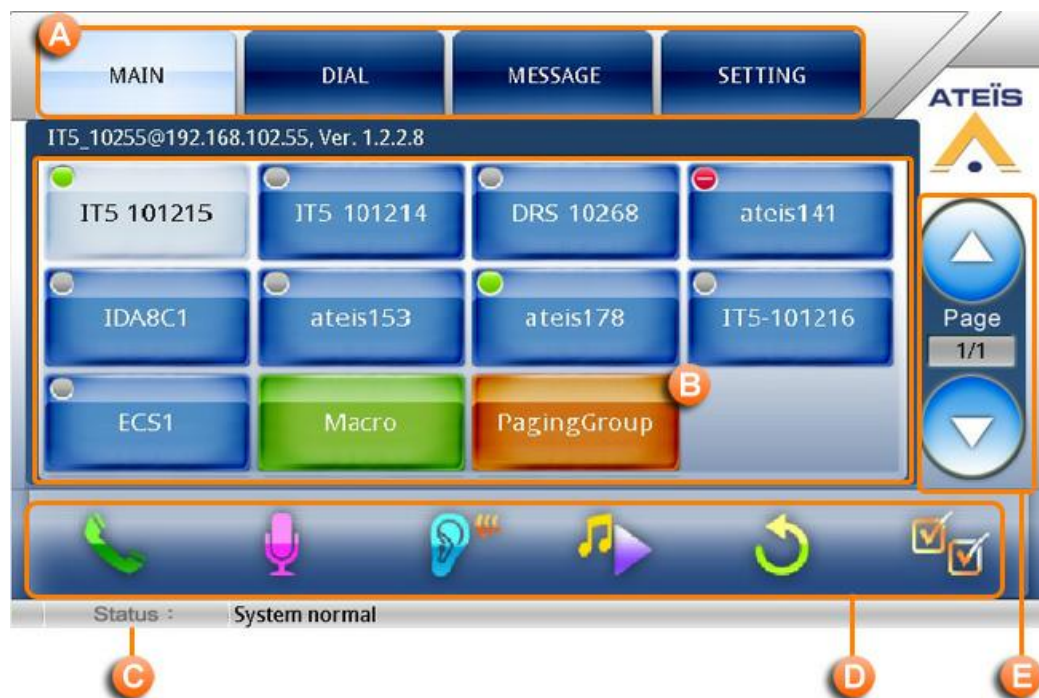 A
MAIN DIAL MESSAGE SETTING
ATEÏS
IT5_10255@192.168.102.55, Ver. 1.2.2.8
IT5 101215 IT5 101214 DRS 10268 ateis141
IDA8C1 ateis153 ateis178 IT5-101216
Page
1/1
B
ECS1 Macro PagingGroup
Status : System normal
C D E